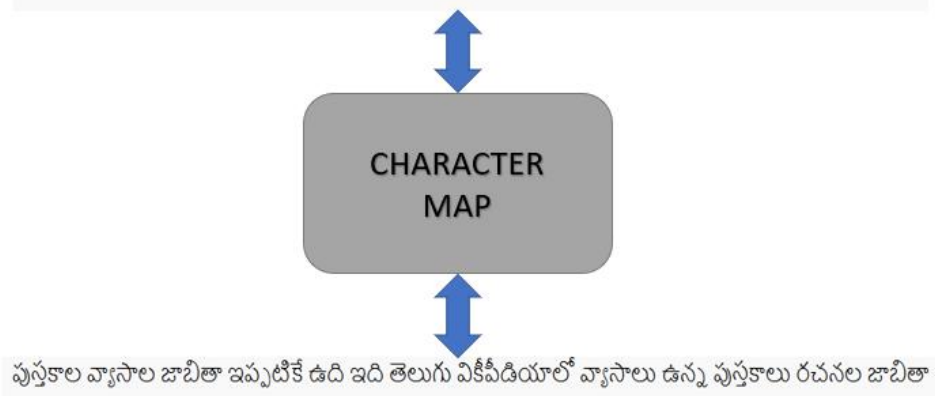 CHARACTER
MAP
పుస్తకాల వ్యాసాల జాబితా ఇప్పటికే ఉది ఇది తెలుగు వికీపీడియాలో వ్యాసాలు ఉన్న పుస్తకాలు రచనల జాబితా